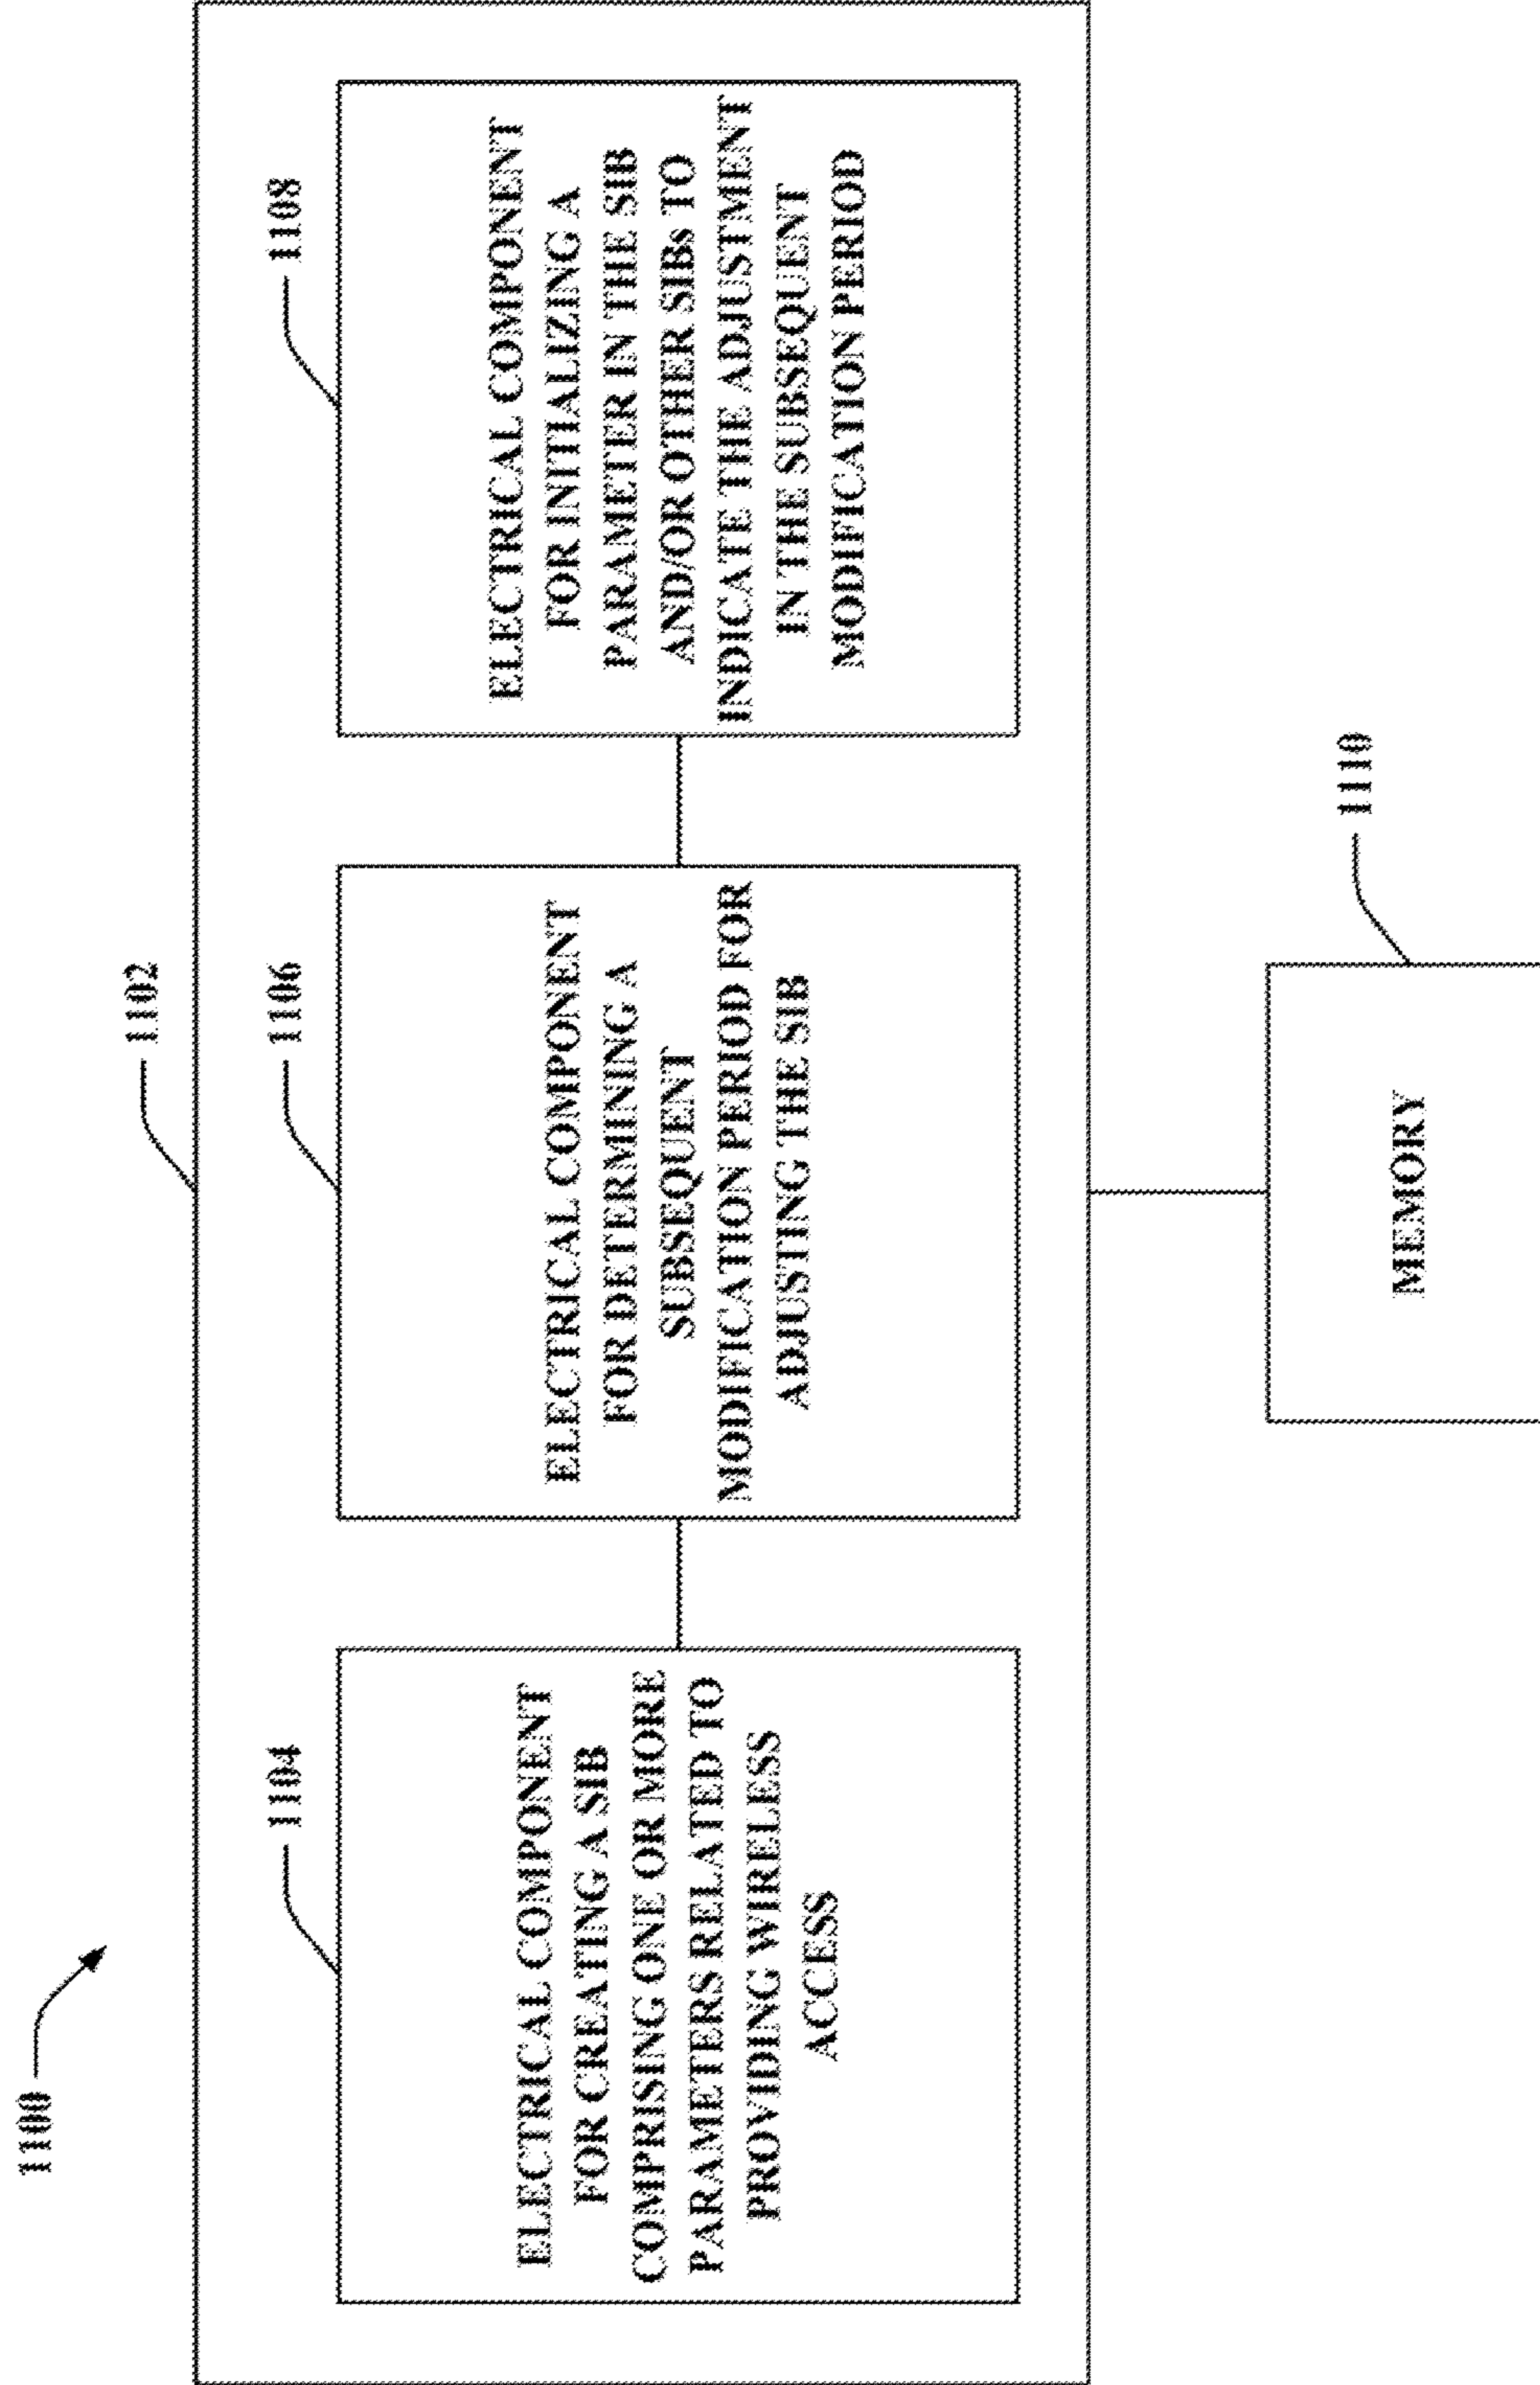 1100
1102
1104
ELECTRICAL COMPONENT
FOR CREATING A SIB
COMPRISING ONE OR MORE
PARAMETERS RELATED TO
PROVIDING WIRELESS
ACCESS
1106
ELECTRICAL COMPONENT
FOR DETERMINING A
SUBSEQUENT
MODIFICATION PERIOD FOR
ADJUSTING THE SIB
1108
ELECTRICAL COMPONENT
FOR INITIALIZING A
PARAMETER IN THE SIB
AND/OR OTHER SIBs TO
INDICATE THE ADJUSTMENT
IN THE SUBSEQUENT
MODIFICATION PERIOD
1110
MEMORY